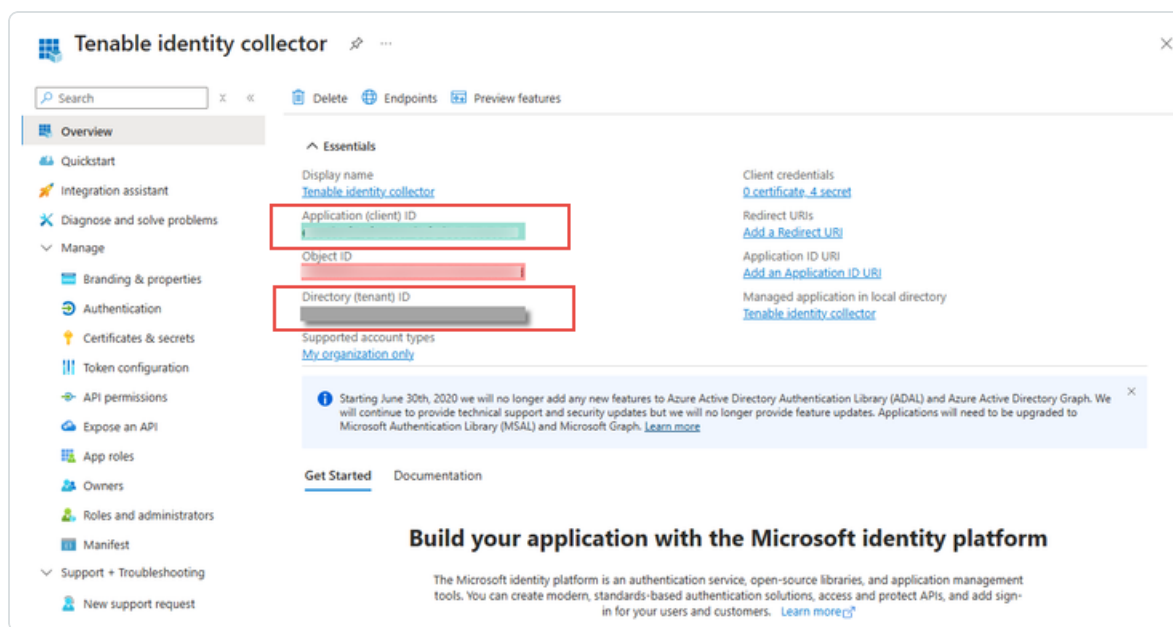 Tenable identity collector
Search
Delete
Endpoints
Preview features
Overview
Quickstart
Integration assistant
Diagnose and solve problems
Manage
Branding & properties
Authentication
Certificates & secrets
Token configuration
API permissions
Expose an API
App roles
Owners
Roles and administrators
Manifest
Support + Troubleshooting
New support request
Essentials
Display name
Tenable identity collector
Application (client) ID
Object ID
Directory (tenant) ID
Supported account types
My organization only
Client credentials
0 certificate, 4 secret
Redirect URIs
Add a Redirect URI
Application ID URI
Add an Application ID URI
Managed application in local directory
Tenable identity collector
Starting June 30th, 2020 we will no longer add any new features to Azure Active Directory Authentication Library (ADAL) and Azure Active Directory Graph. We
will continue to provide technical support and security updates but we will no longer provide feature updates. Applications will need to be upgraded to
Microsoft Authentication Library (MSAL) and Microsoft Graph. Learn more
Get Started
Documentation
Build your application with the Microsoft identity platform
The Microsoft identity platform is an authentication service, open-source libraries, and application management
tools. You can create modern, standards-based authentication solutions, access and protect APIs, and add sign-
in for your users and customers. Learn more